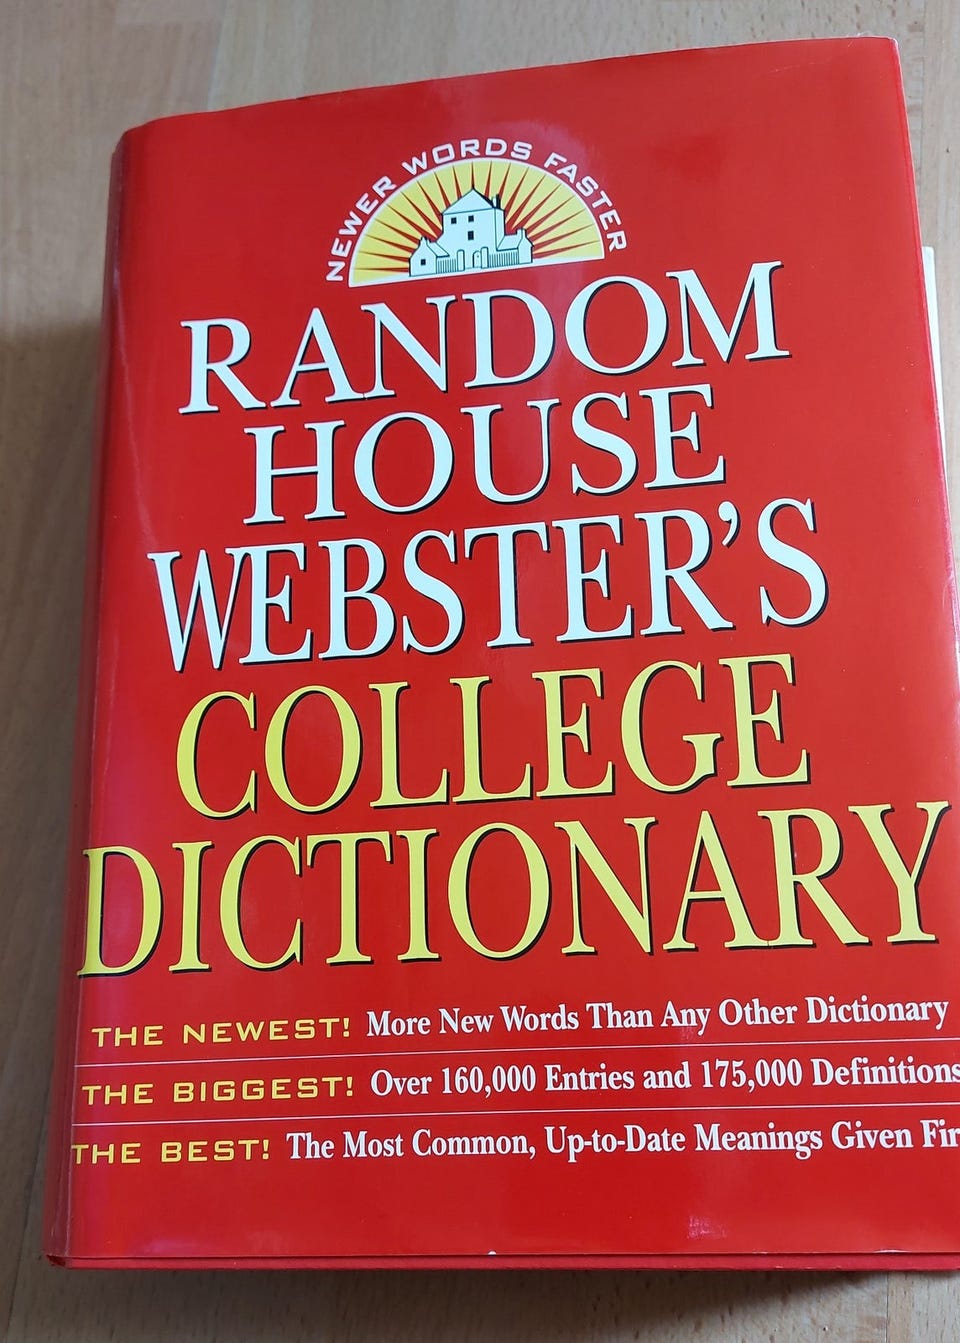 NEWER WORDS FASTER
RANDOM
HOUSE
WEBSTER'S
COLLEGE
DICTIONARY
THE NEWEST! More New Words Than Any Other Dictionary
THE BIGGEST! Over 160,000 Entries and 175,000 Definitions
THE BEST! The Most Common, Up-to-Date Meanings Given